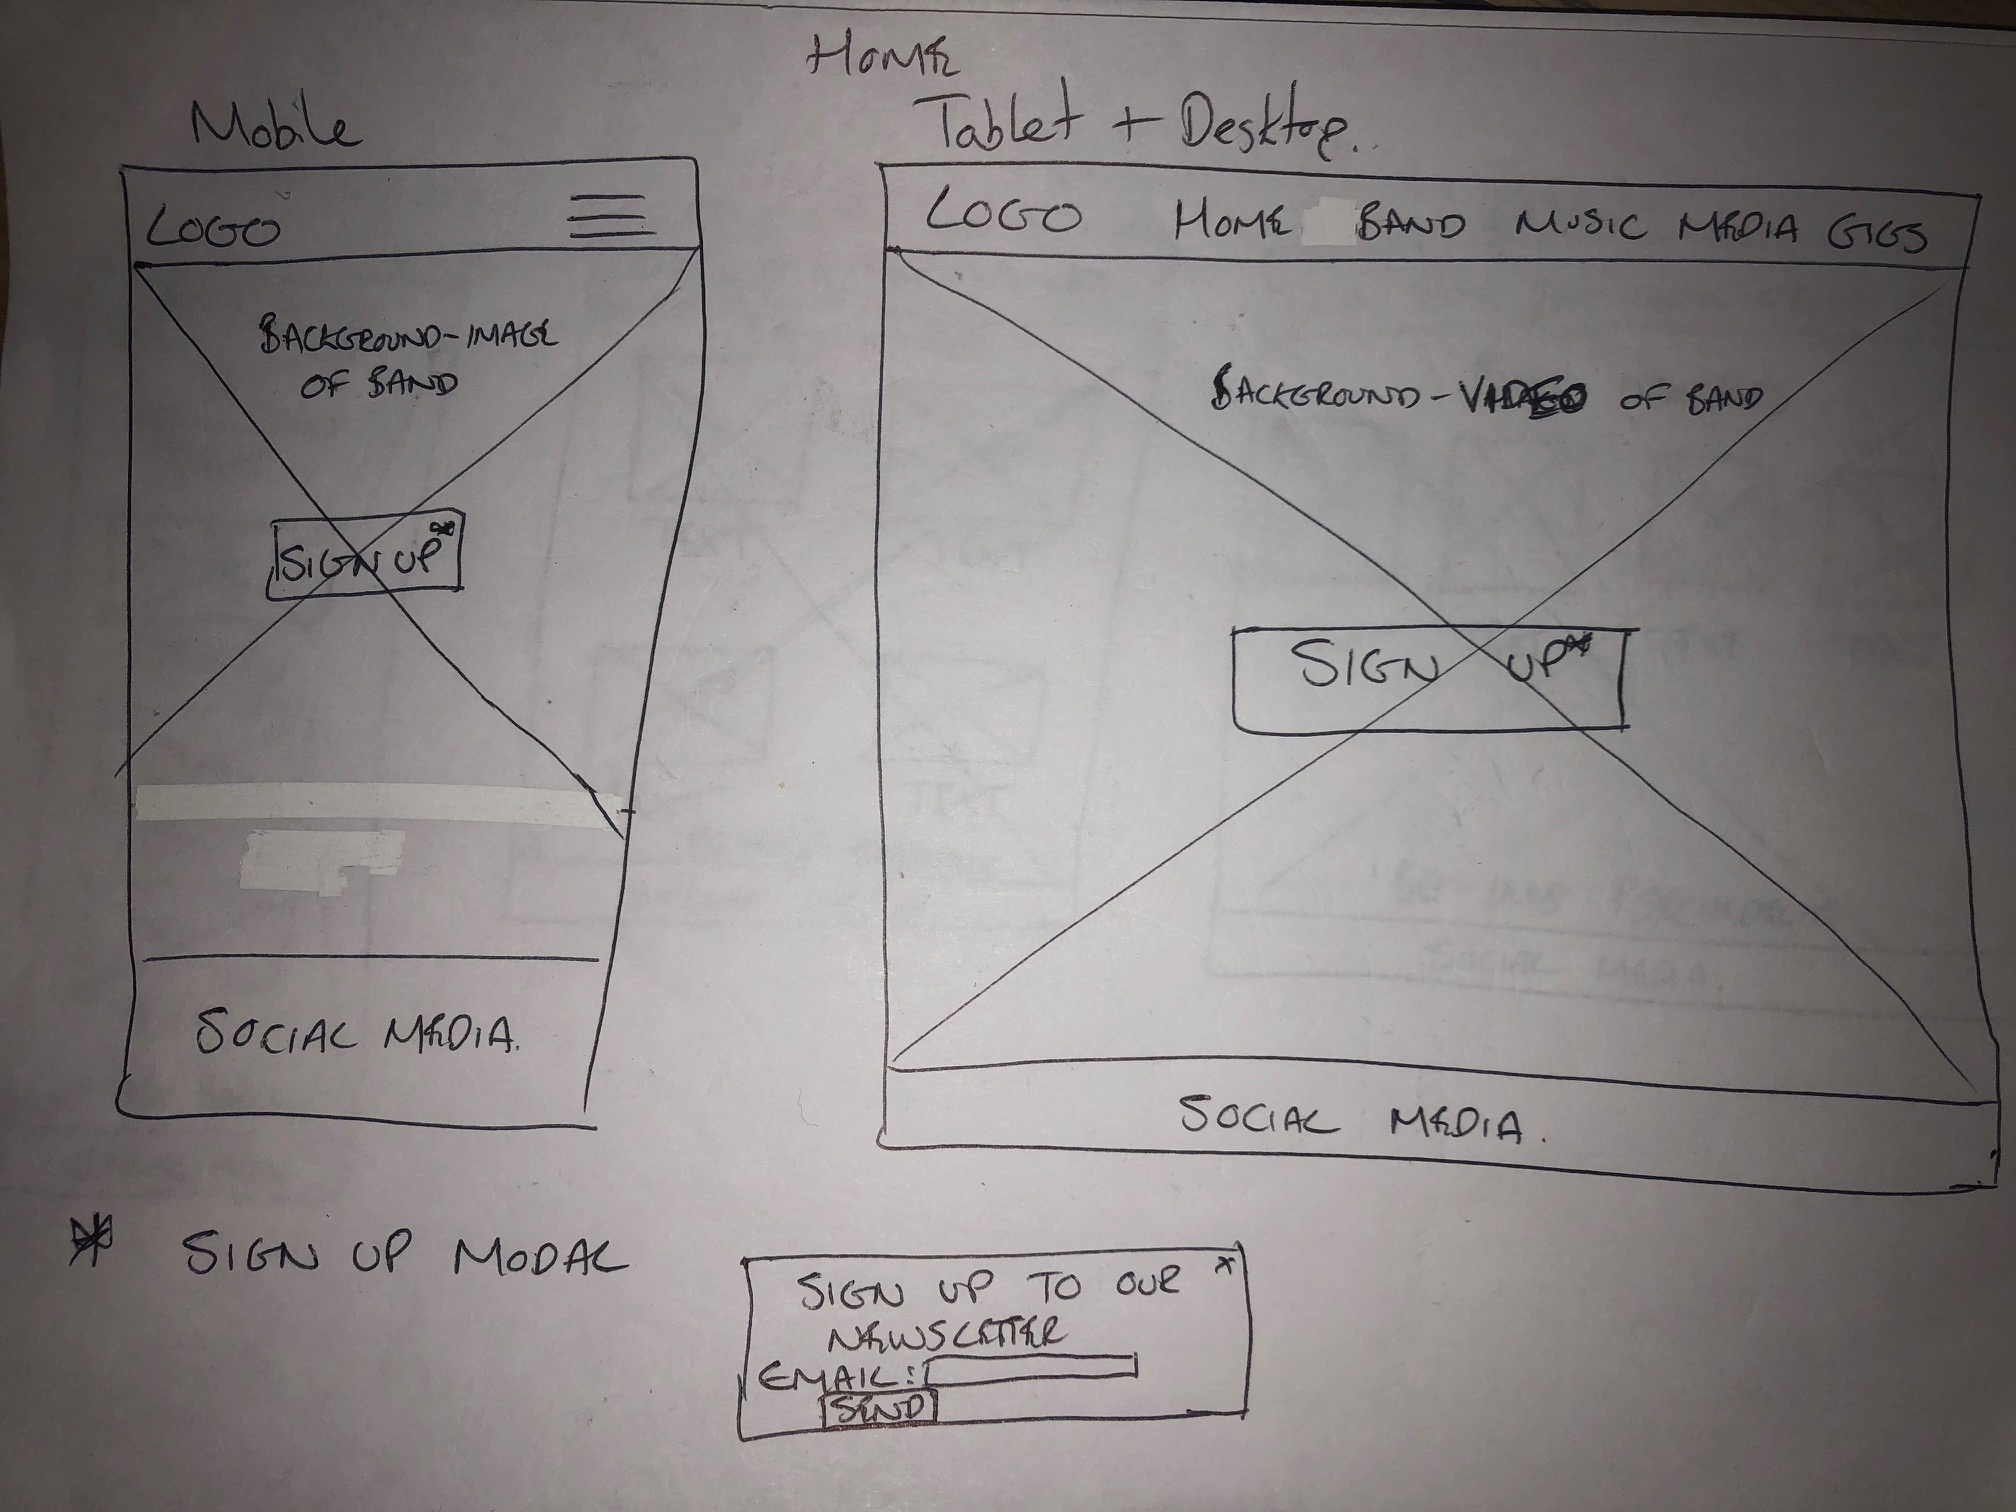 HOME
Mobile
Tablet + Desktop.
LOGO
BACKGROUND-IMAGE
OF BAND
SIGN UP*
SOCIAL MEDIA.
LOGO HOME BAND MUSIC MEDIA GIGS
BACKGROUND-VIDEO OF BAND
SIGN UP*
SOCIAL MEDIA.
* SIGN UP MODAL
SIGN UP TO OUR x
NEWSLETTER
EMAIL:
SEND